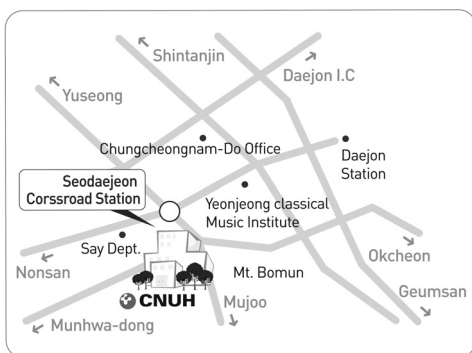 Shintanjin
Daejon I.C
Yuseong
Chungcheongnam-Do Office
Daejon
Station
Seodaejeon
Corssroad Station
Yeonjeong classical
Music Institute
Say Dept.
Okcheon
Nonsan
Mt. Bomun
Geumsan
CNUH
Mujoo
Munhwa-dong